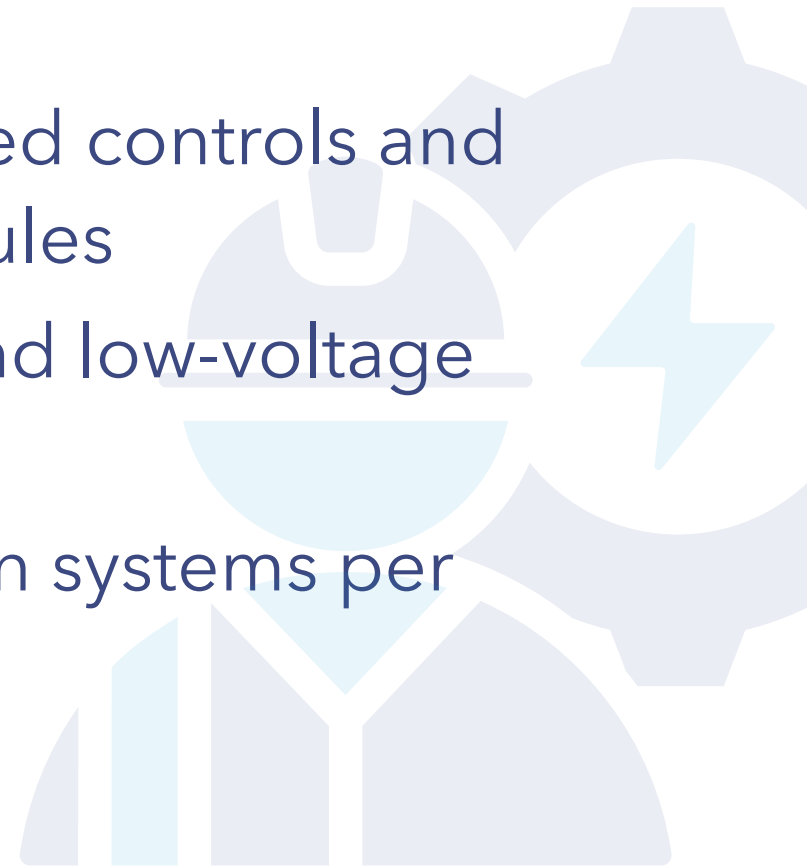 ed controls and
ules
nd low-voltage
n systems per